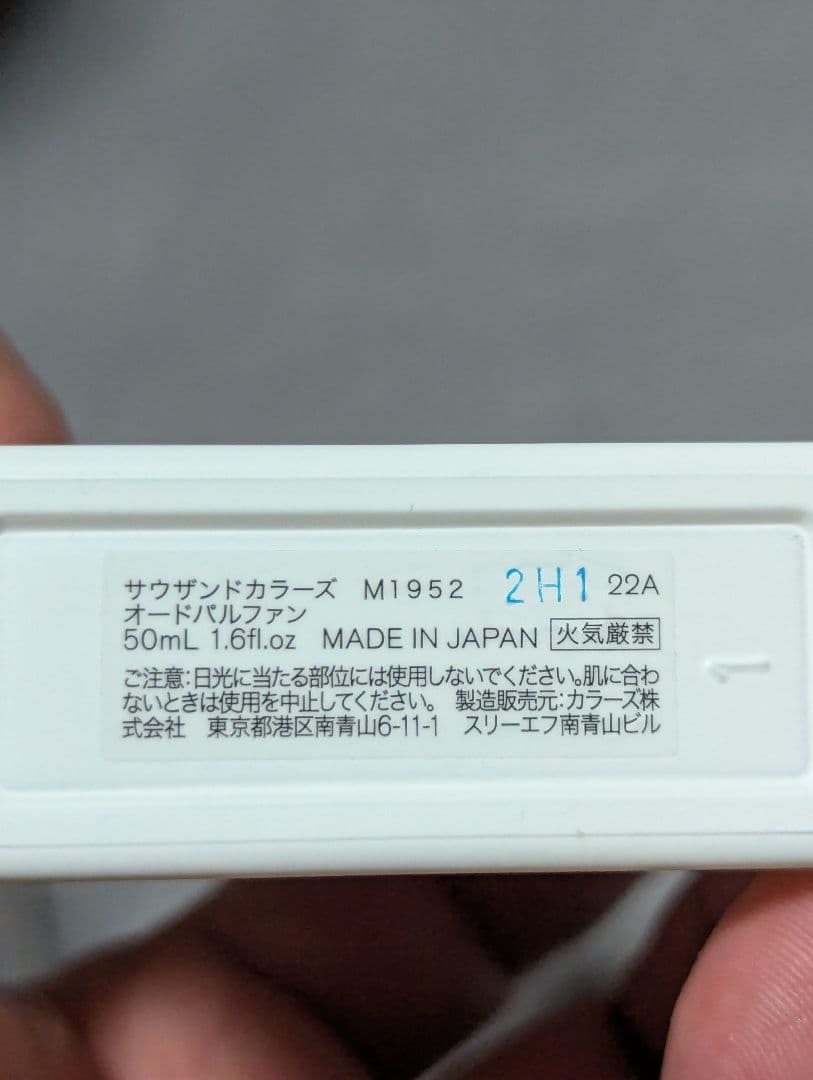 サウザンドカラーズ M1952 2H1 22A
オードパルファン
50mL 1.6fl.oz MADE IN JAPAN 火気厳禁
ご注意:日光に当たる部位には使用しないでください。肌に合わ
ないときは使用を中止してください。 製造販売元:カラーズ株
式会社 東京都港区南青山6-11-1 スリーエフ南青山ビル
1